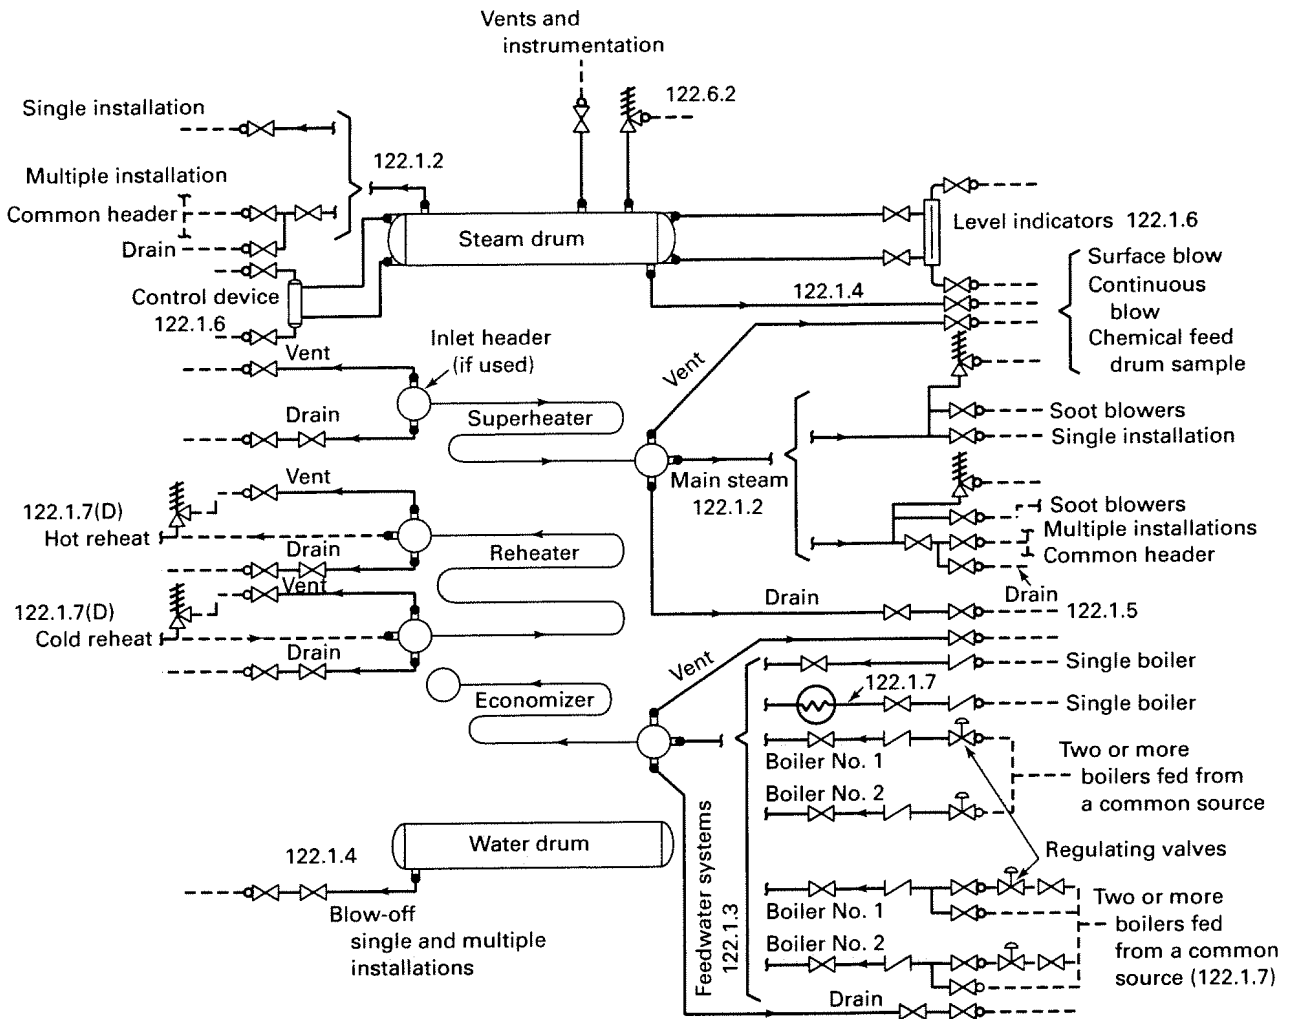 Vents and
instrumentation
Single installation
122.6.2
122.1.2
Multiple installation
Common header
Drain
Steam drum
Level indicators 122.1.6
Control device
122.1.6
122.1.4
Surface blow
Continuous
blow
Chemical feed
drum sample
Vent
Inlet header
(if used)
Vent
Drain
Superheater
Soot blowers
Single installation
Main steam
122.1.2
Vent
122.1.7(D)
Hot reheat
Drain
Reheater
Soot blowers
Multiple installations
Common header
Drain
Vent
122.1.7(D)
Cold reheat
Drain
Drain
122.1.5
Vent
Economizer
Single boiler
122.1.7
Single boiler
Boiler No. 1
Two or more
boilers fed from
a common source
Boiler No. 2
Water drum
Regulating valves
122.1.4
Blow-off
single and multiple
installations
Feedwater systems
122.1.3
Boiler No. 1
Boiler No. 2
Two or more
boilers fed
from a common
source (122.1.7)
Drain